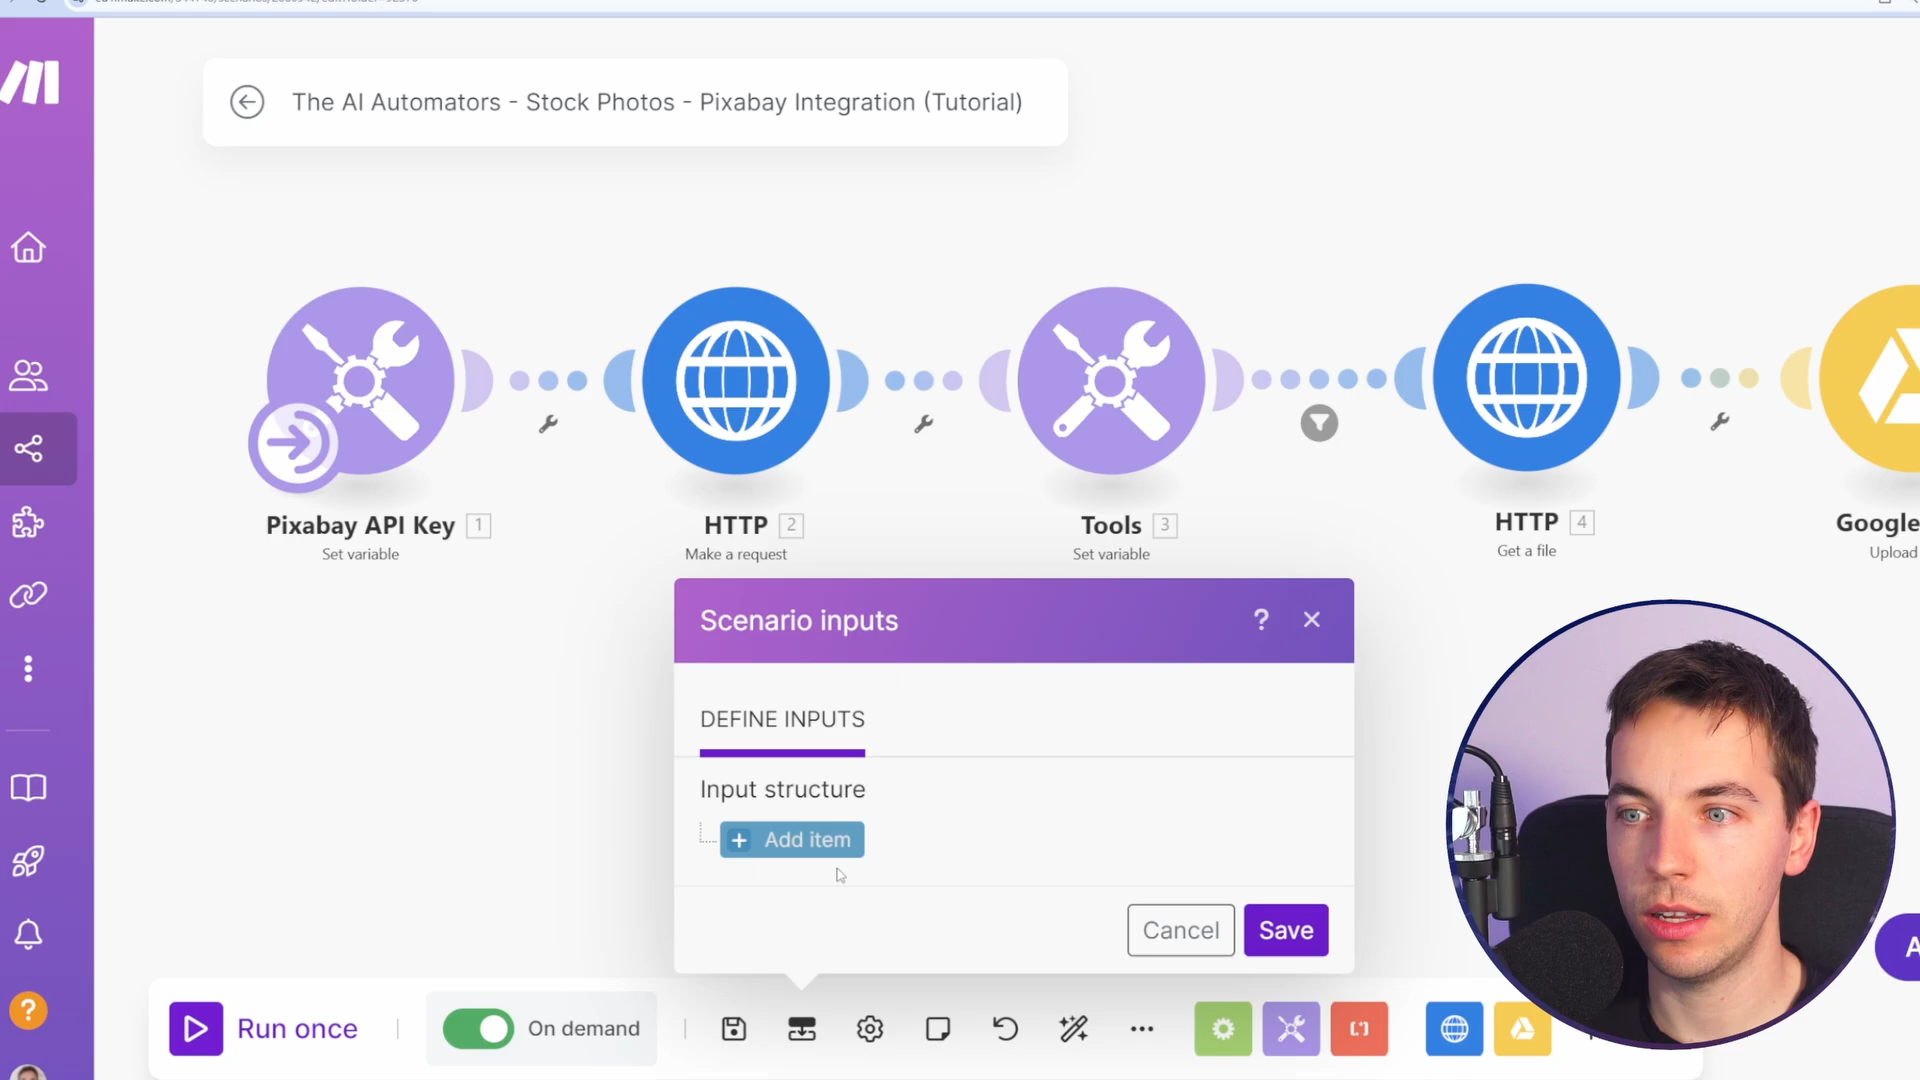 The AI Automators - Stock Photos - Pixabay Integration (Tutorial)
Pixabay API Key 1
Set variable
HTTP 2
Make a request
Tools 3
Set variable
HTTP 4
Get a file
Google
Upload
Scenario inputs
?
DEFINE INPUTS
Input structure
+ Add item
Cancel
Save
?
Run once
On demand
A